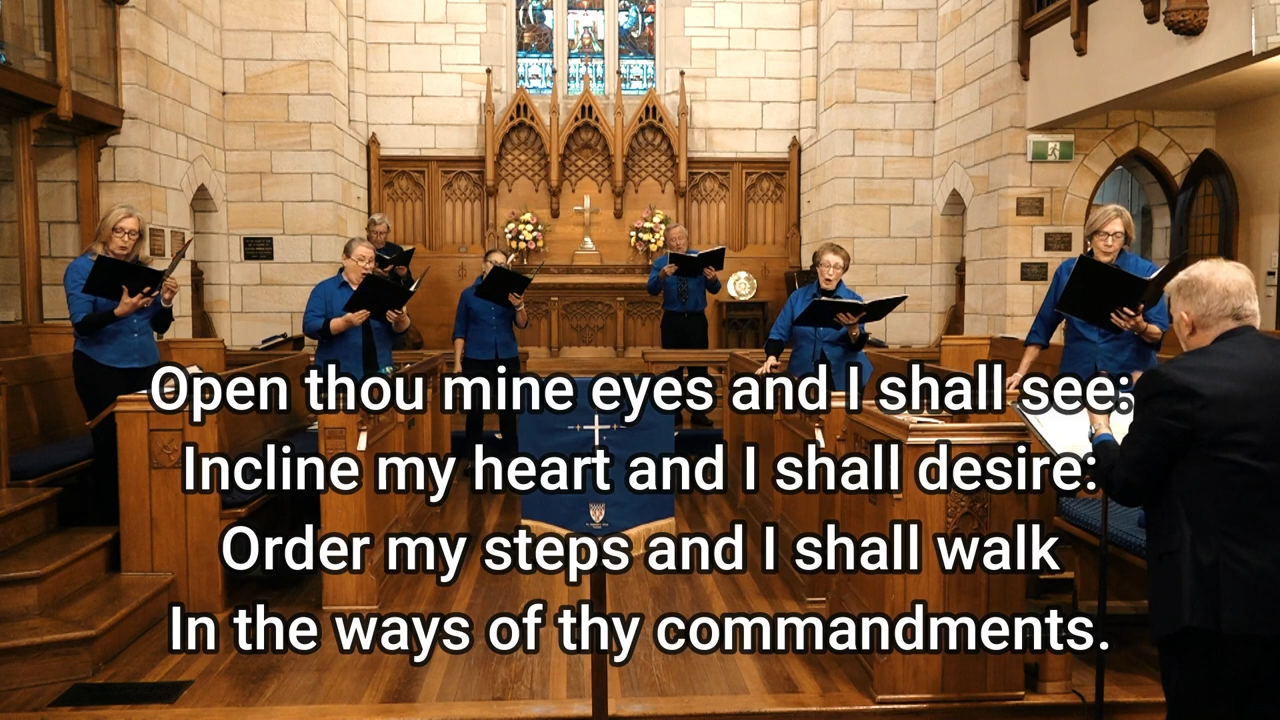 Open thou mine eyes and I shall see;
Incline my heart and I shall desire:
Order my steps and I shall walk
In the ways of thy commandments.